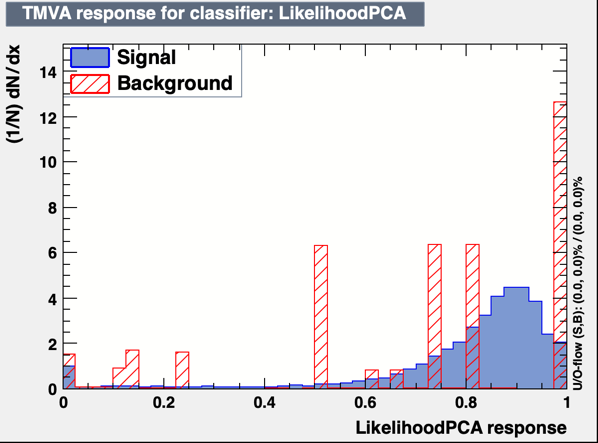 TMVA response for classifier: LikelihoodPCA
Signal
Background
(1/N) dN/dx
14
12
10
8
6
4
2
0
0 0.2 0.4 0.6 0.8 1
LikelihoodPCA response
U/O-flow (S,B): (0.0, 0.0)% / (0.0, 0.0)%